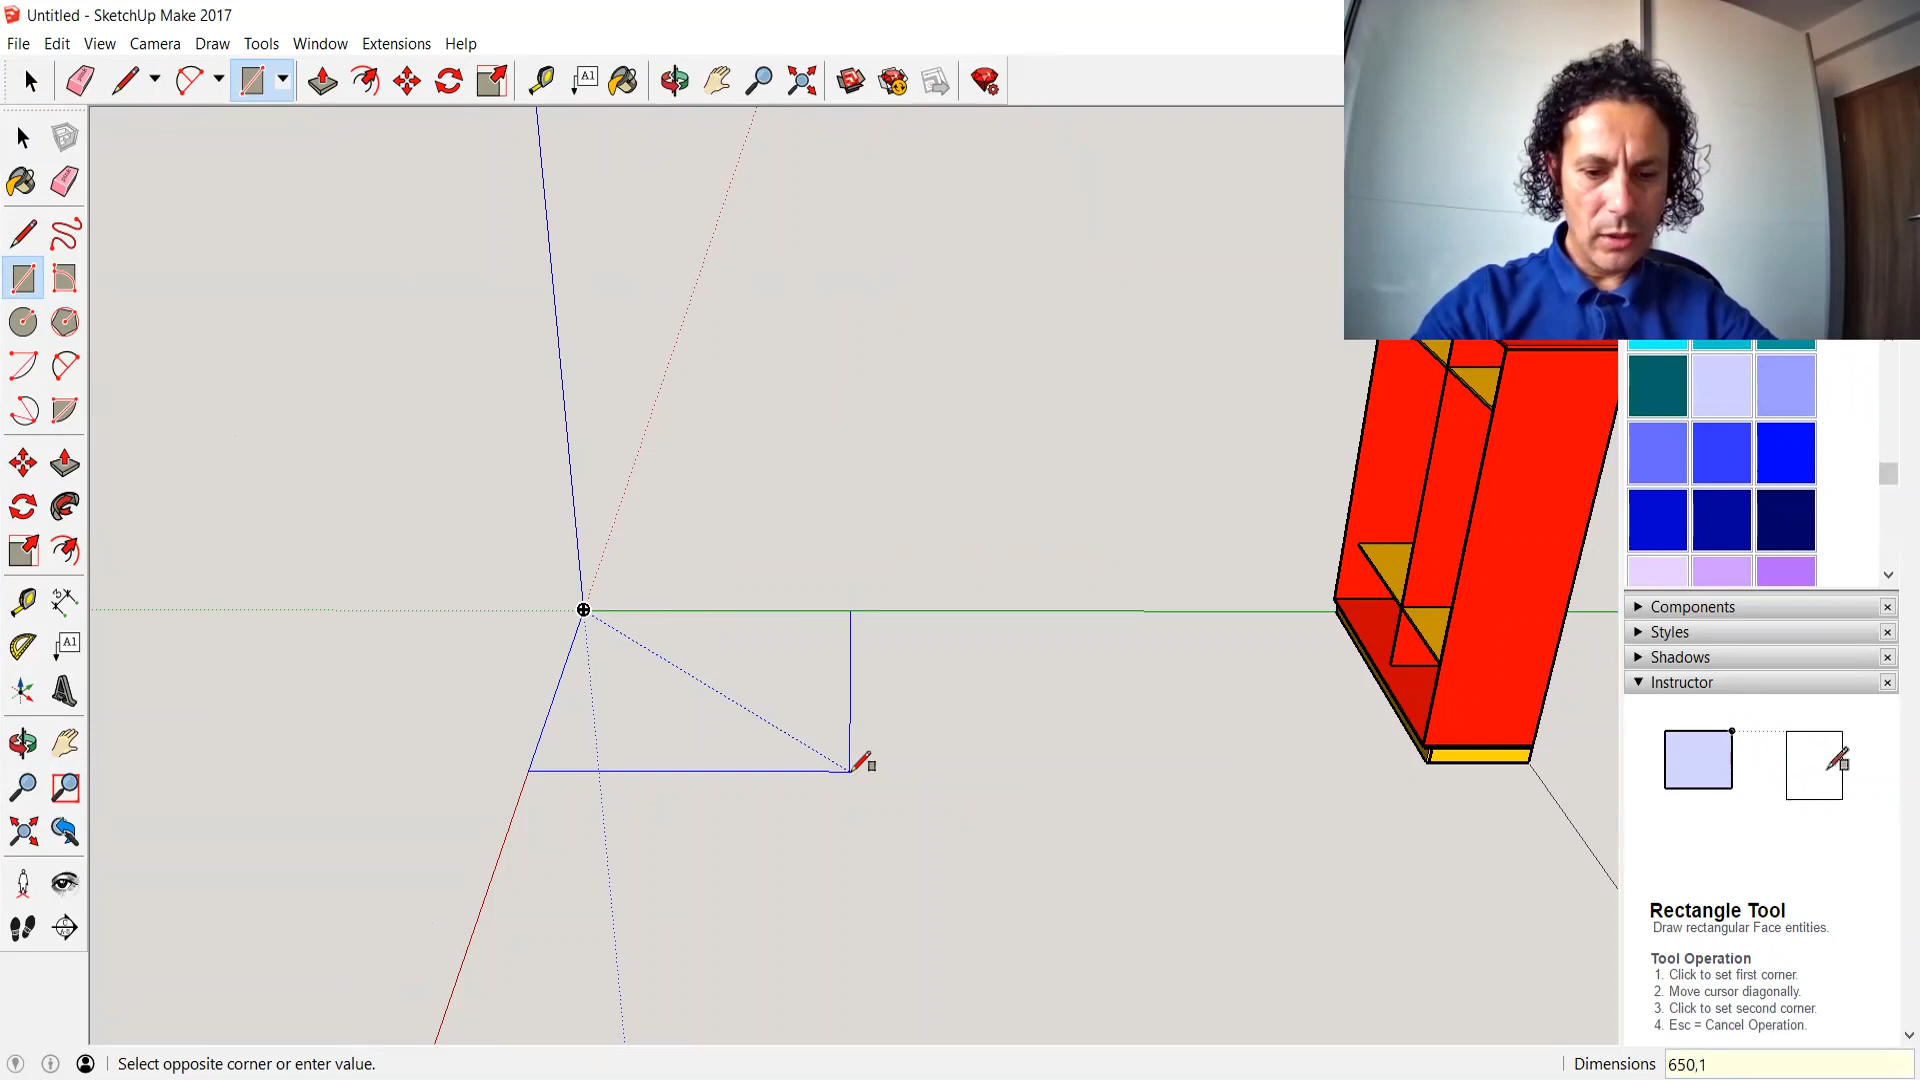 Untitled - SketchUp Make 2017
File Edit View Camera Draw Tools Window Extensions Help
A1
A1
Components
Styles
Shadows
Instructor
Rectangle Tool
Draw rectangular Face entities.
Tool Operation
1. Click to set first corner.
2. Move cursor diagonally.
3. Click to set second corner.
4. Esc = Cancel Operation.
Select opposite corner or enter value.
Dimensions 650,1